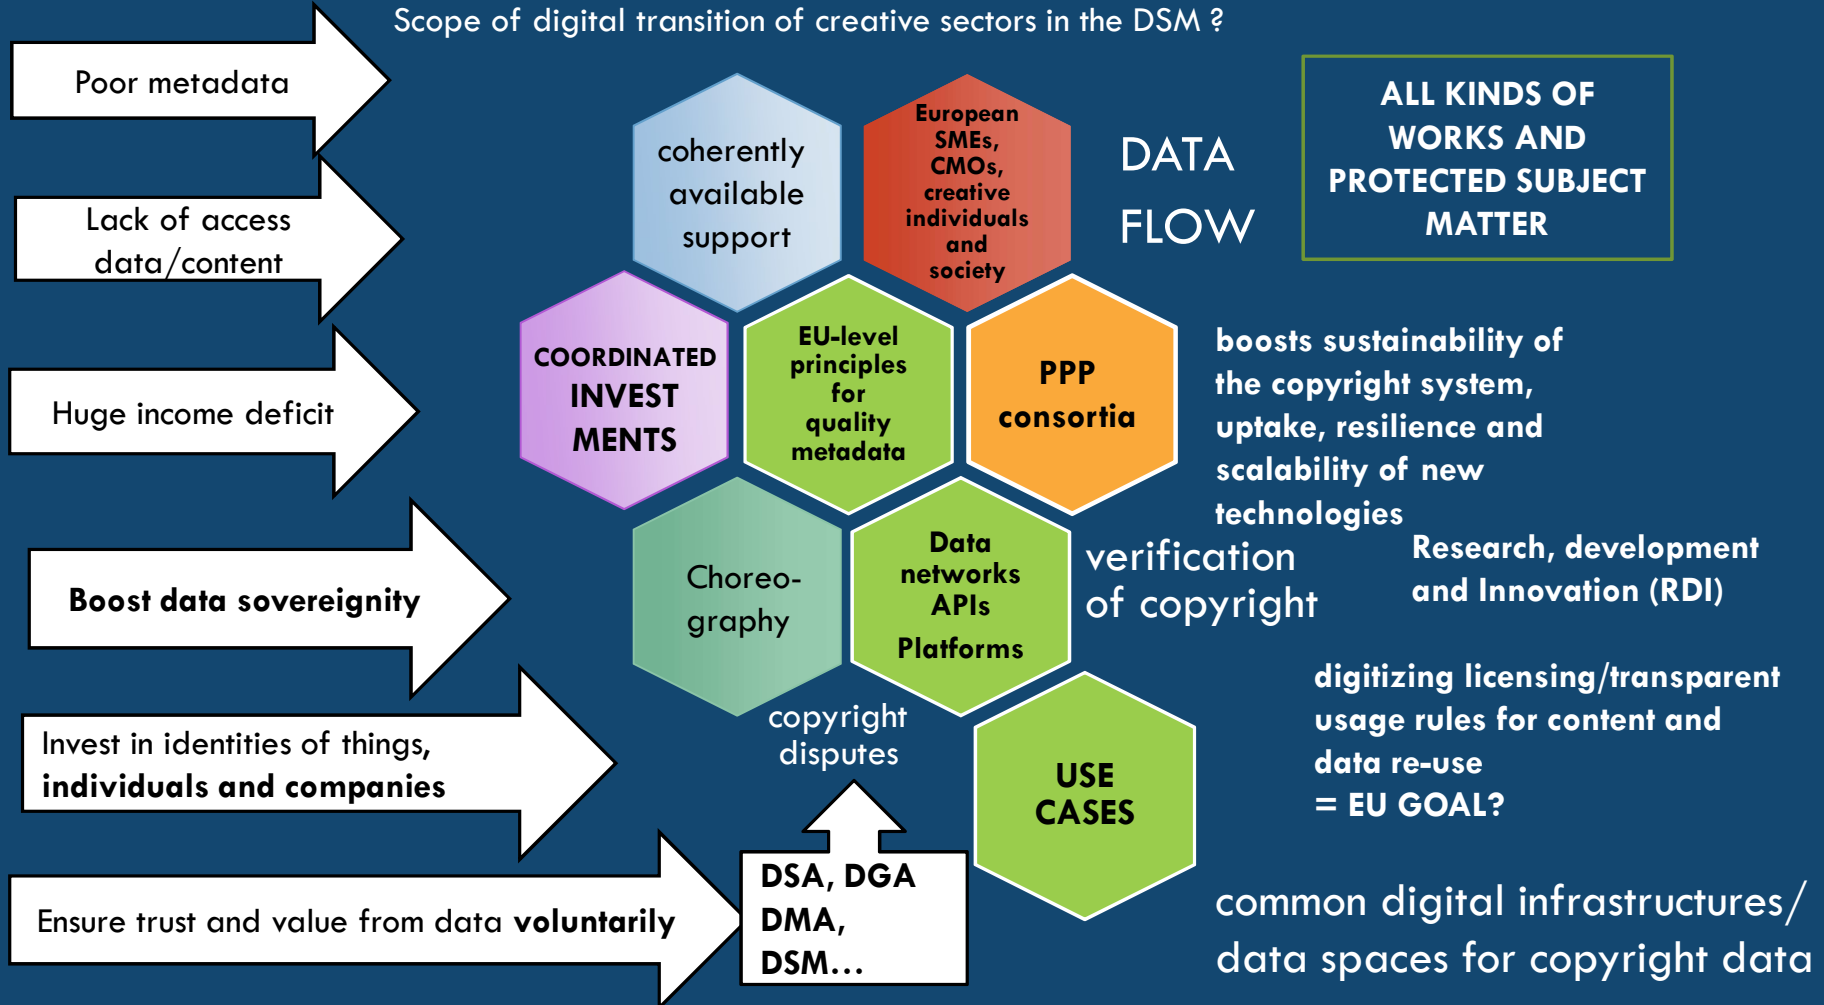 Scope of digital transition of creative sectors in the DSM ?
Poor metadata
Lack of access
data/content
Huge income deficit
Boost data sovereignity
Invest in identities of things,
individuals and companies
Ensure trust and value from data voluntarily
coherently
available
support
European
SMEs,
CMOs,
creative
individuals
and
society
COORDINATED
INVEST
MENTS
EU-level
principles
for
quality
metadata
PPP
consortia
Choreo-
graphy
Data
networks
APIs
Platforms
USE
CASES
copyright
disputes
DSA, DGA
DMA,
DSM...
DATA
FLOW
ALL KINDS OF
WORKS AND
PROTECTED SUBJECT
MATTER
boosts sustainability of
the copyright system,
uptake, resilience and
scalability of new
technologies
verification
of copyright
Research, development
and Innovation (RDI)
digitizing licensing/transparent
usage rules for content and
data re-use
= EU GOAL?
common digital infrastructures/
data spaces for copyright data